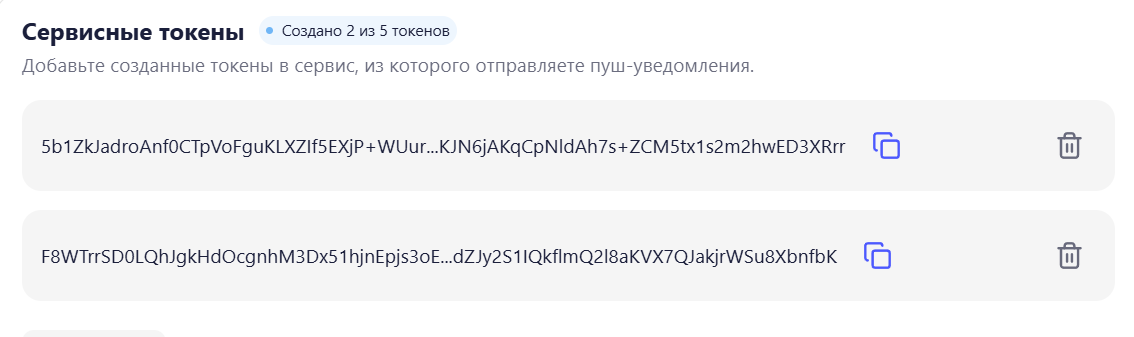 Сервисные токены
Создано 2 из 5 токенов
Добавьте созданные токены в сервис, из которого отправляете пуш-уведомления.
5b1ZkJadroAnf0CTpVoFguKLXZIf5EXjP+WUur...KJN6jAKqCpNldAh7s+ZCM5tx1s2m2hwED3XRrr
F8WTrrSD0LQhJgkHdOcgnhM3Dx51hjnEpjs3oE...dZJy2S1IQkflmQ2l8aKVX7QJakjrWSu8XbnfbK